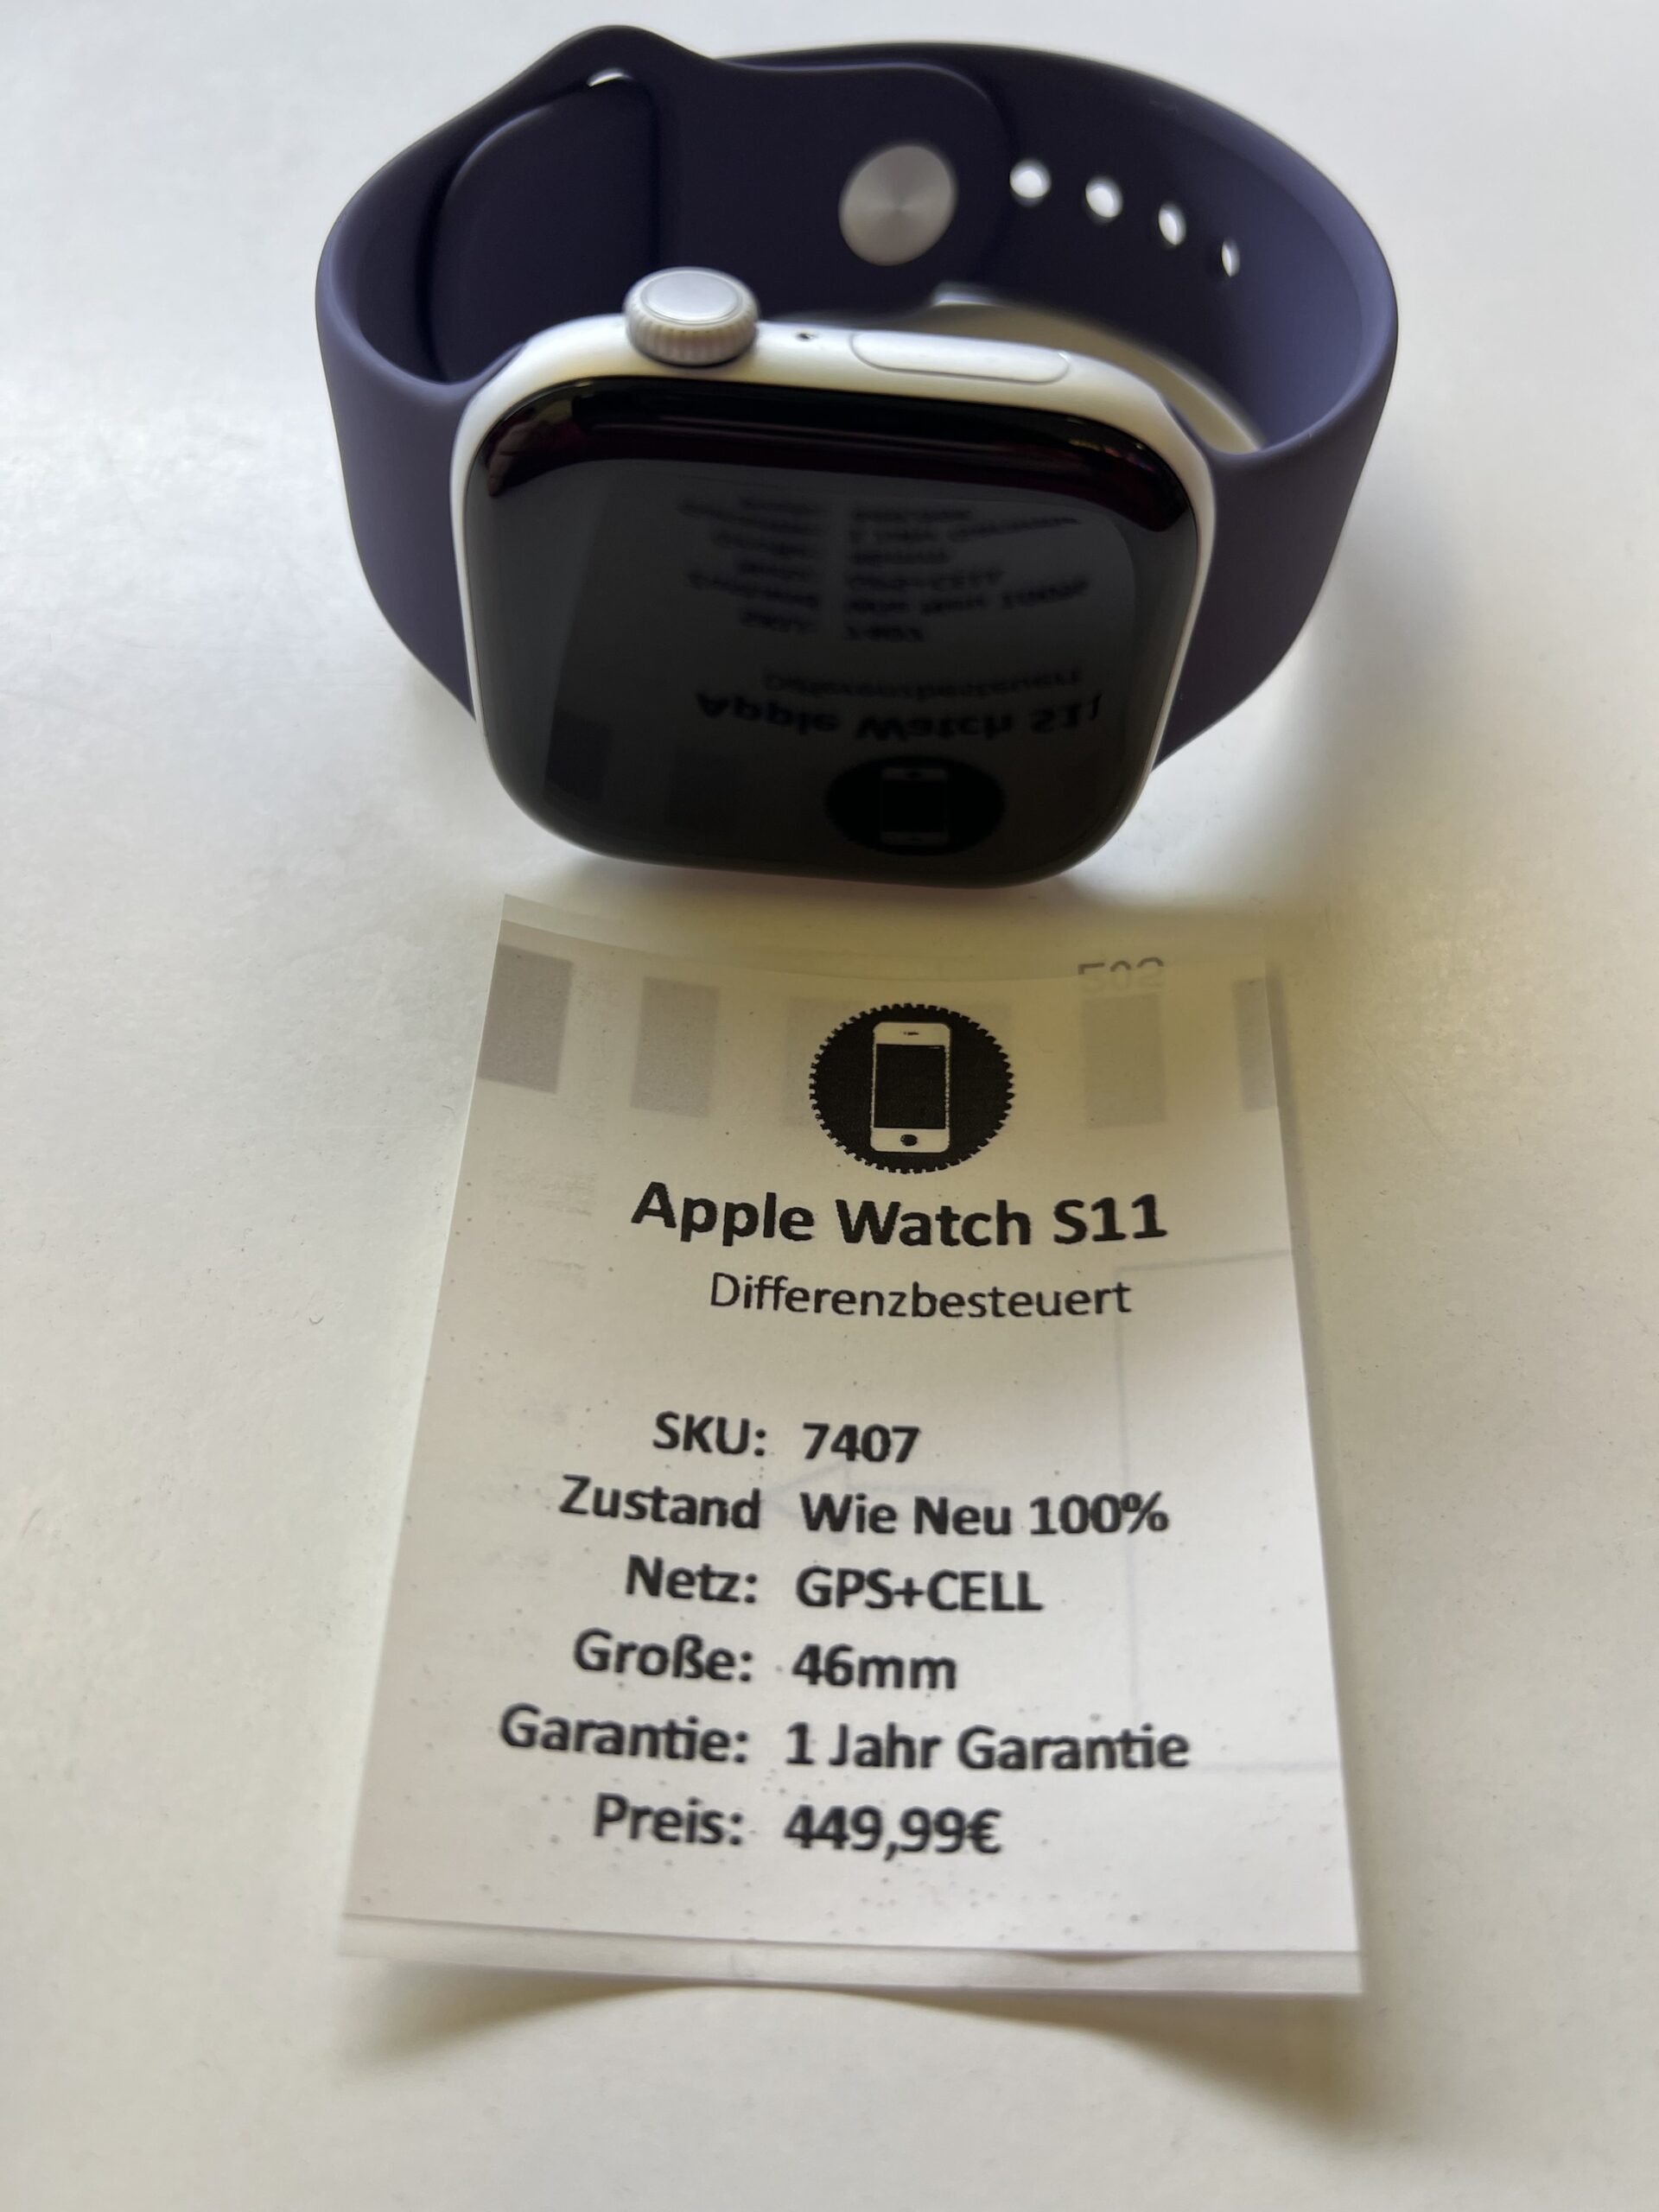 Apple Watch S11
Differenzbesteuert
SKU: 7407
Zustand Wie Neu 100%
Netz: GPS+CELL
Große: 46mm
Garantie: 1 Jahr Garantie
Preis: 449,99€